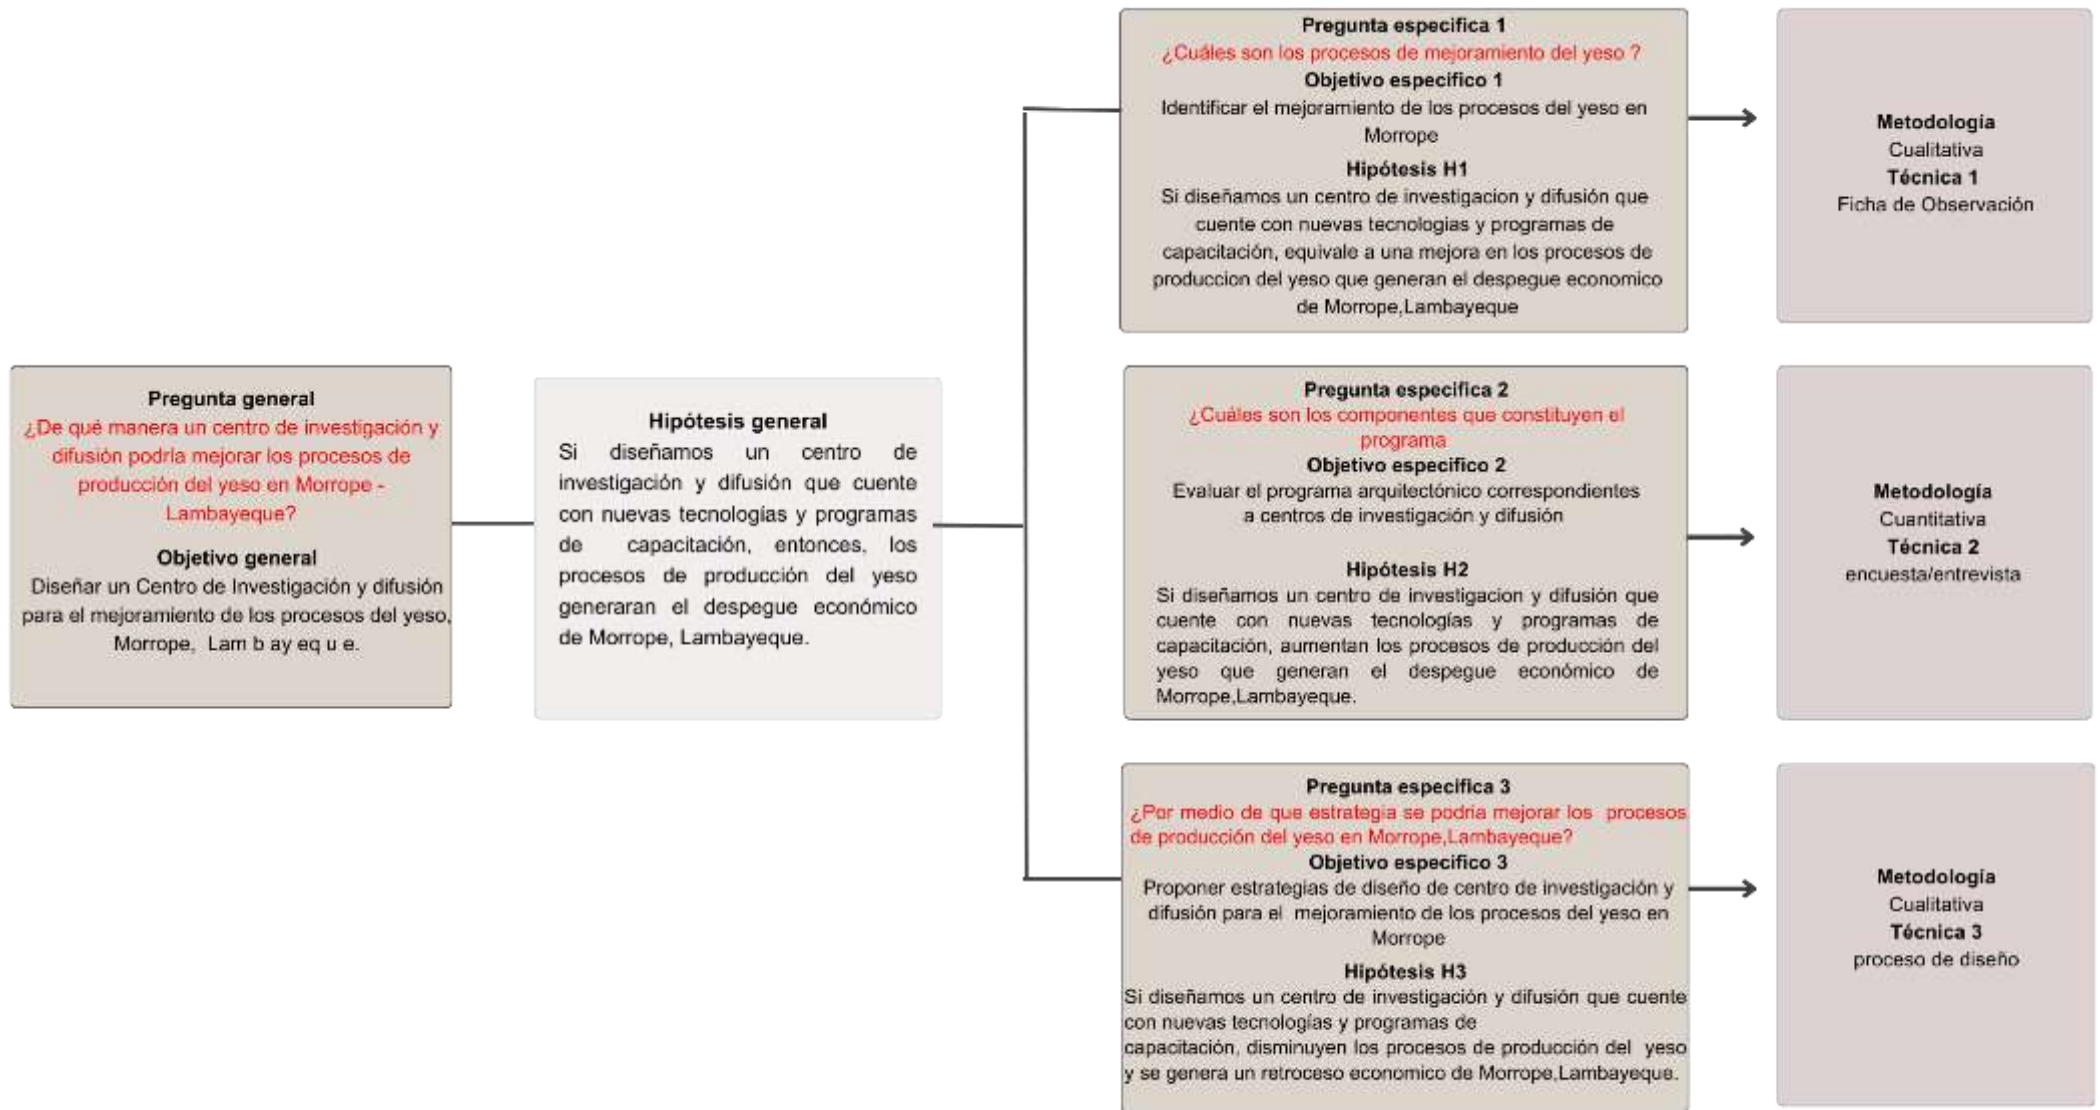 Pregunta general
¿De qué manera un centro de investigación y
difusión podría mejorar los procesos de
producción del yeso en Morrope -
Lambayeque?
Objetivo general
Diseñar un Centro de Investigación y difusión
para el mejoramiento de los procesos del yeso,
Morrope, Lam b ay eq u e.
Hipótesis general
Si diseñamos un centro de
investigación y difusión que cuente
con nuevas tecnologías y programas
de capacitación, entonces, los
procesos de producción del yeso
generaran el despegue económico
de Morrope, Lambayeque.
Pregunta especifica 1
¿Cuáles son los procesos de mejoramiento del yeso ?
Objetivo especifico 1
Identificar el mejoramiento de los procesos del yeso en
Morrope
Hipótesis H1
Si diseñamos un centro de investigacion y difusión que
cuente con nuevas tecnologias y programas de
capacitación, equivale a una mejora en los procesos de
produccion del yeso que generan el despegue economico
de Morrope,Lambayeque
Metodología
Cualitativa
Técnica 1
Ficha de Observación
Pregunta especifica 2
¿Cuáles son los componentes que constituyen el
programa
Objetivo especifico 2
Evaluar el programa arquitectónico correspondientes
a centros de investigación y difusión
Hipótesis H2
Si diseñamos un centro de investigacion y difusión que
cuente con nuevas tecnologías y programas de
capacitación, aumentan los procesos de producción del
yeso que generan el despegue económico de
Morrope,Lambayeque.
Metodología
Cuantitativa
Técnica 2
encuesta/entrevista
Pregunta especifica 3
¿Por medio de que estrategia se podria mejorar los procesos
de producción del yeso en Morrope,Lambayeque?
Objetivo especifico 3
Proponer estrategias de diseño de centro de investigación y
difusión para el mejoramiento de los procesos del yeso en
Morrope
Hipótesis H3
Si diseñamos un centro de investigación y difusión que cuente
con nuevas tecnologías y programas de
capacitación, disminuyen los procesos de producción del yeso
y se genera un retroceso economico de Morrope,Lambayeque.
Metodología
Cualitativa
Técnica 3
proceso de diseño